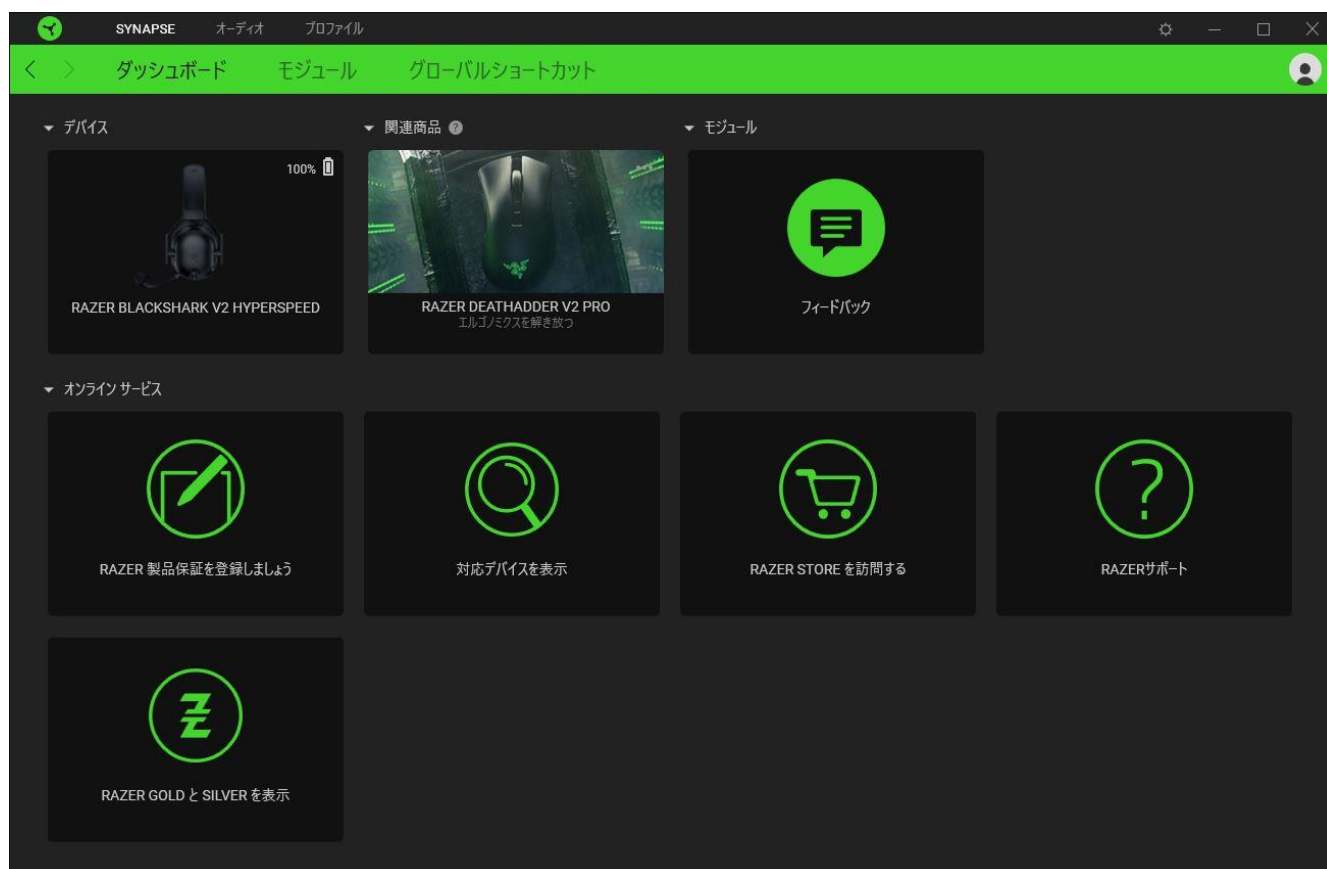 SYNAPSE オーディオ プロファイル
ダッシュボード モジュール グローバルショートカット
デバイス
関連商品 ?
モジュール
100%
RAZER BLACKSHARK V2 HYPERSPEED
RAZER DEATHADDER V2 PRO
エルゴノミクスを解き放つ
フィードバック
オンライン サービス
RAZER 製品保証を登録しましょう
対応デバイスを表示
RAZER STORE を訪問する
RAZERサポート
RAZER GOLD と SILVER を表示